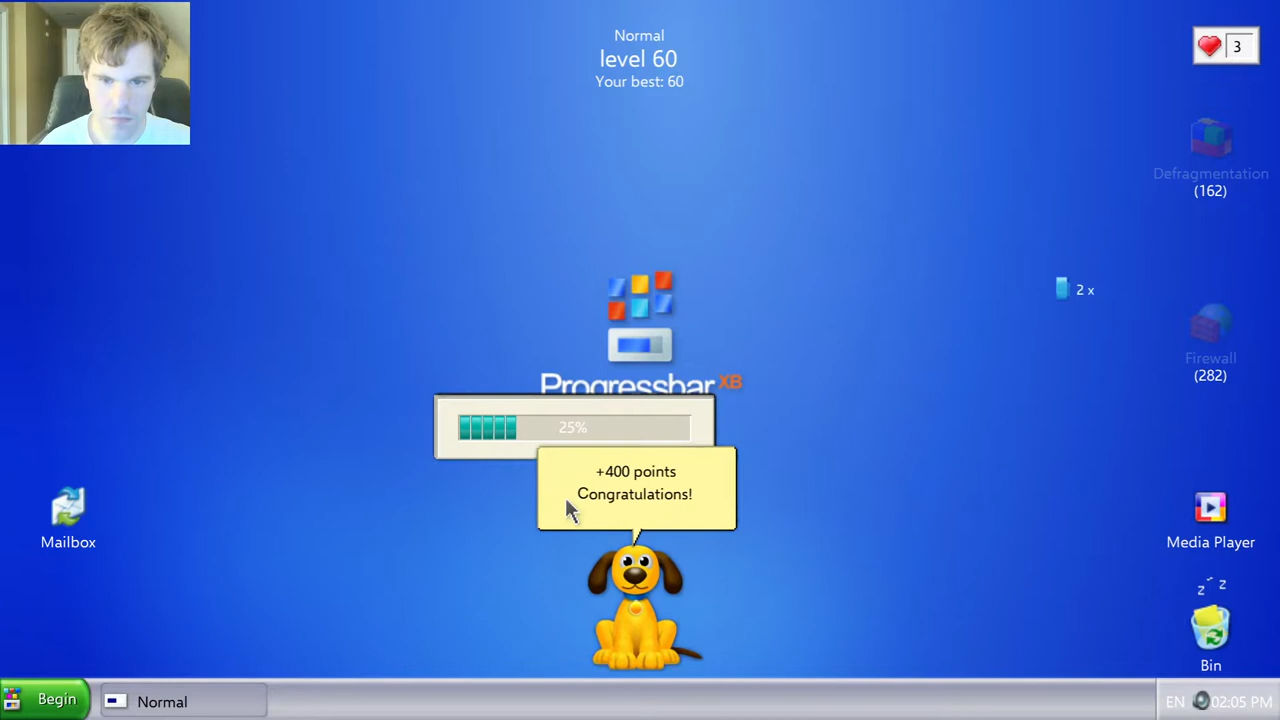 Normal
level 60
Your best: 60
3
Defragmentation
(162)
2 x
Firewall
(282)
Progressbar XB
25%
+400 points
Congratulations!
Mailbox
Media Player
z z z
Bin
Begin
Normal
EN 02:05 PM